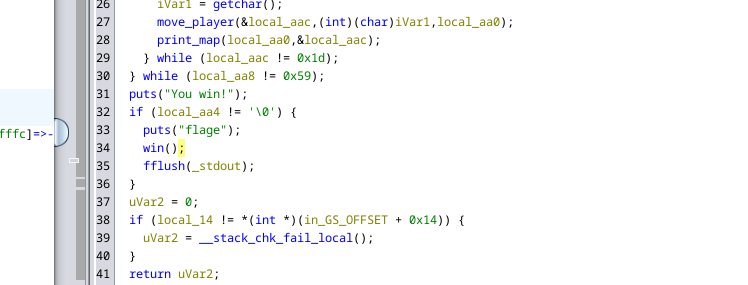 26 iVar1 = getchar();
27 move_player(&local_aac,(int)(char)iVar1,local_aa0);
28 print_map(local_aa0,&local_aac);
29 } while (local_aac != 0x1d);
30 } while (local_aa8 != 0x59);
31 puts("You win!");
32 if (local_aa4 != '\0') {
33 puts("flage");
fffc]=>-
34 win();
35 fflush(_stdout);
36 }
37 uVar2 = 0;
38 if (local_14 != *(int *)(in_GS_OFFSET + 0x14)) {
39 uVar2 = __stack_chk_fail_local();
40 }
41 return uVar2;